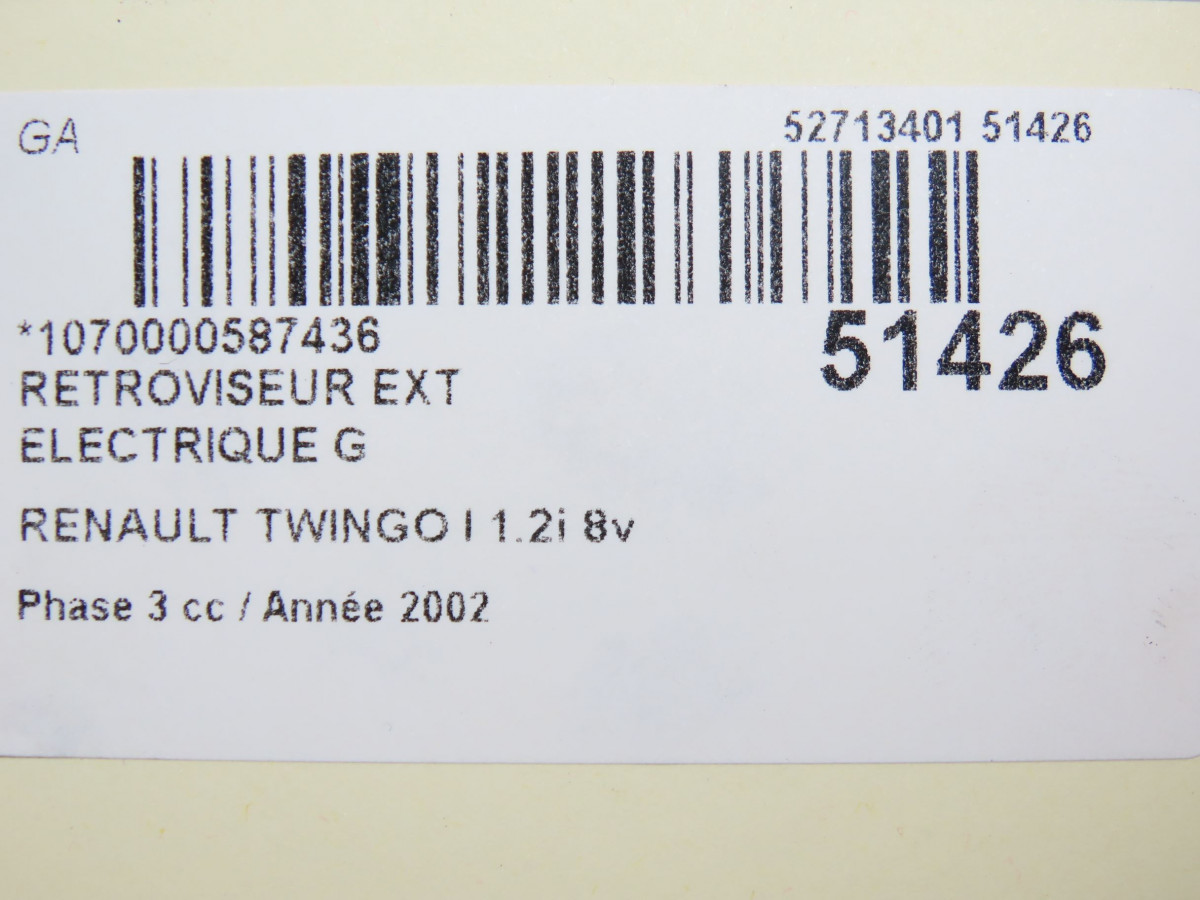 GA
52713401 51426
*1070000587436
51426
RETROVISEUR EXT
ELECTRIQUE G
RENAULT TWINGO I 1.2i 8v
Phase 3 cc / Année 2002